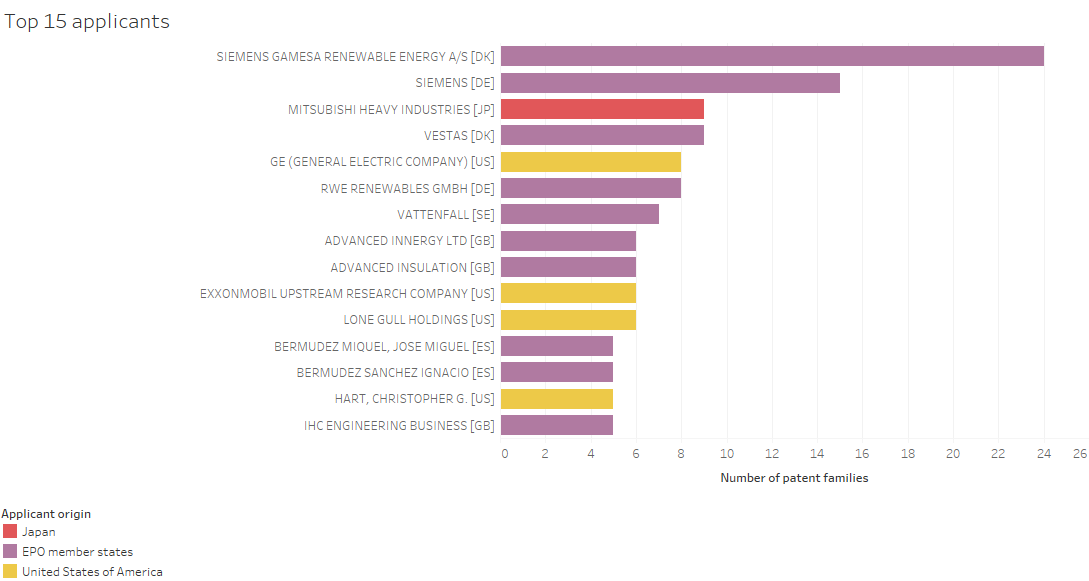 Top 15 applicants
SIEMENS GAMESA RENEWABLE ENERGY A/S [DK]
SIEMENS [DE]
MITSUBISHI HEAVY INDUSTRIES [JP]
VESTAS [DK]
GE (GENERAL ELECTRIC COMPANY) [US]
RWE RENEWABLES GMBH [DE]
VATTENFALL [SE]
ADVANCED INNERGY LTD [GB]
ADVANCED INSULATION [GB]
EXXONMOBIL UPSTREAM RESEARCH COMPANY [US]
LONE GULL HOLDINGS [US]
BERMUDEZ MIQUEL, JOSE MIGUEL [ES]
BERMUDEZ SANCHEZ IGNACIO [ES]
HART, CHRISTOPHER G. [US]
IHC ENGINEERING BUSINESS [GB]
0 2 4 6 8 10 12 14 16 18 20 22 24 26
Number of patent families
Applicant origin
Japan
EPO member states
United States of America